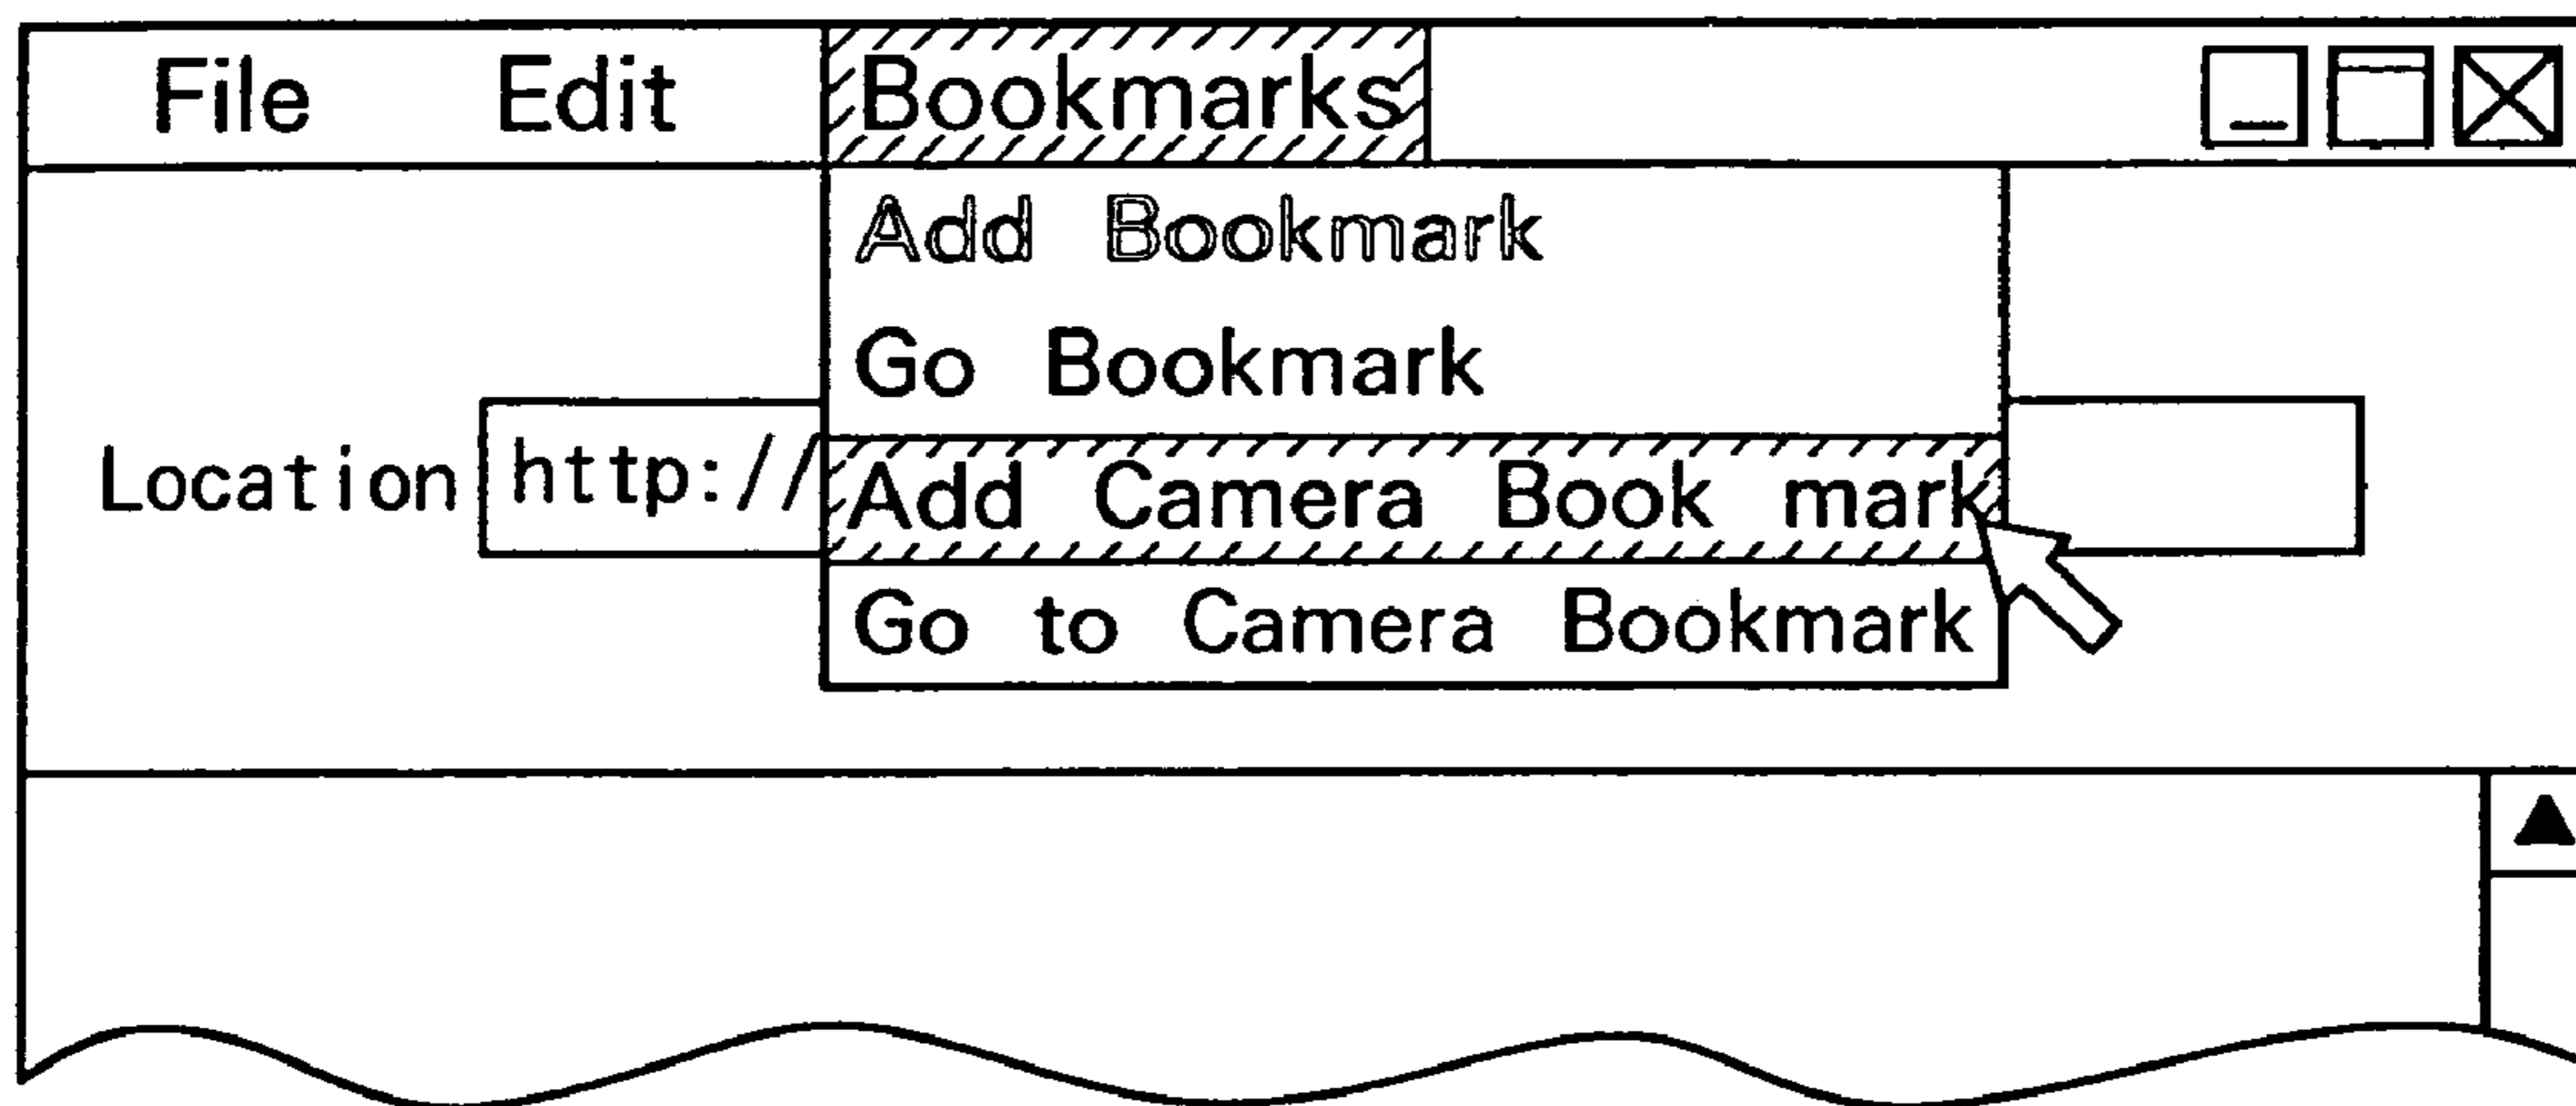 File Edit Bookmarks
Add Bookmark
Go Bookmark
Location http://
Add Camera Book mark
Go to Camera Bookmark